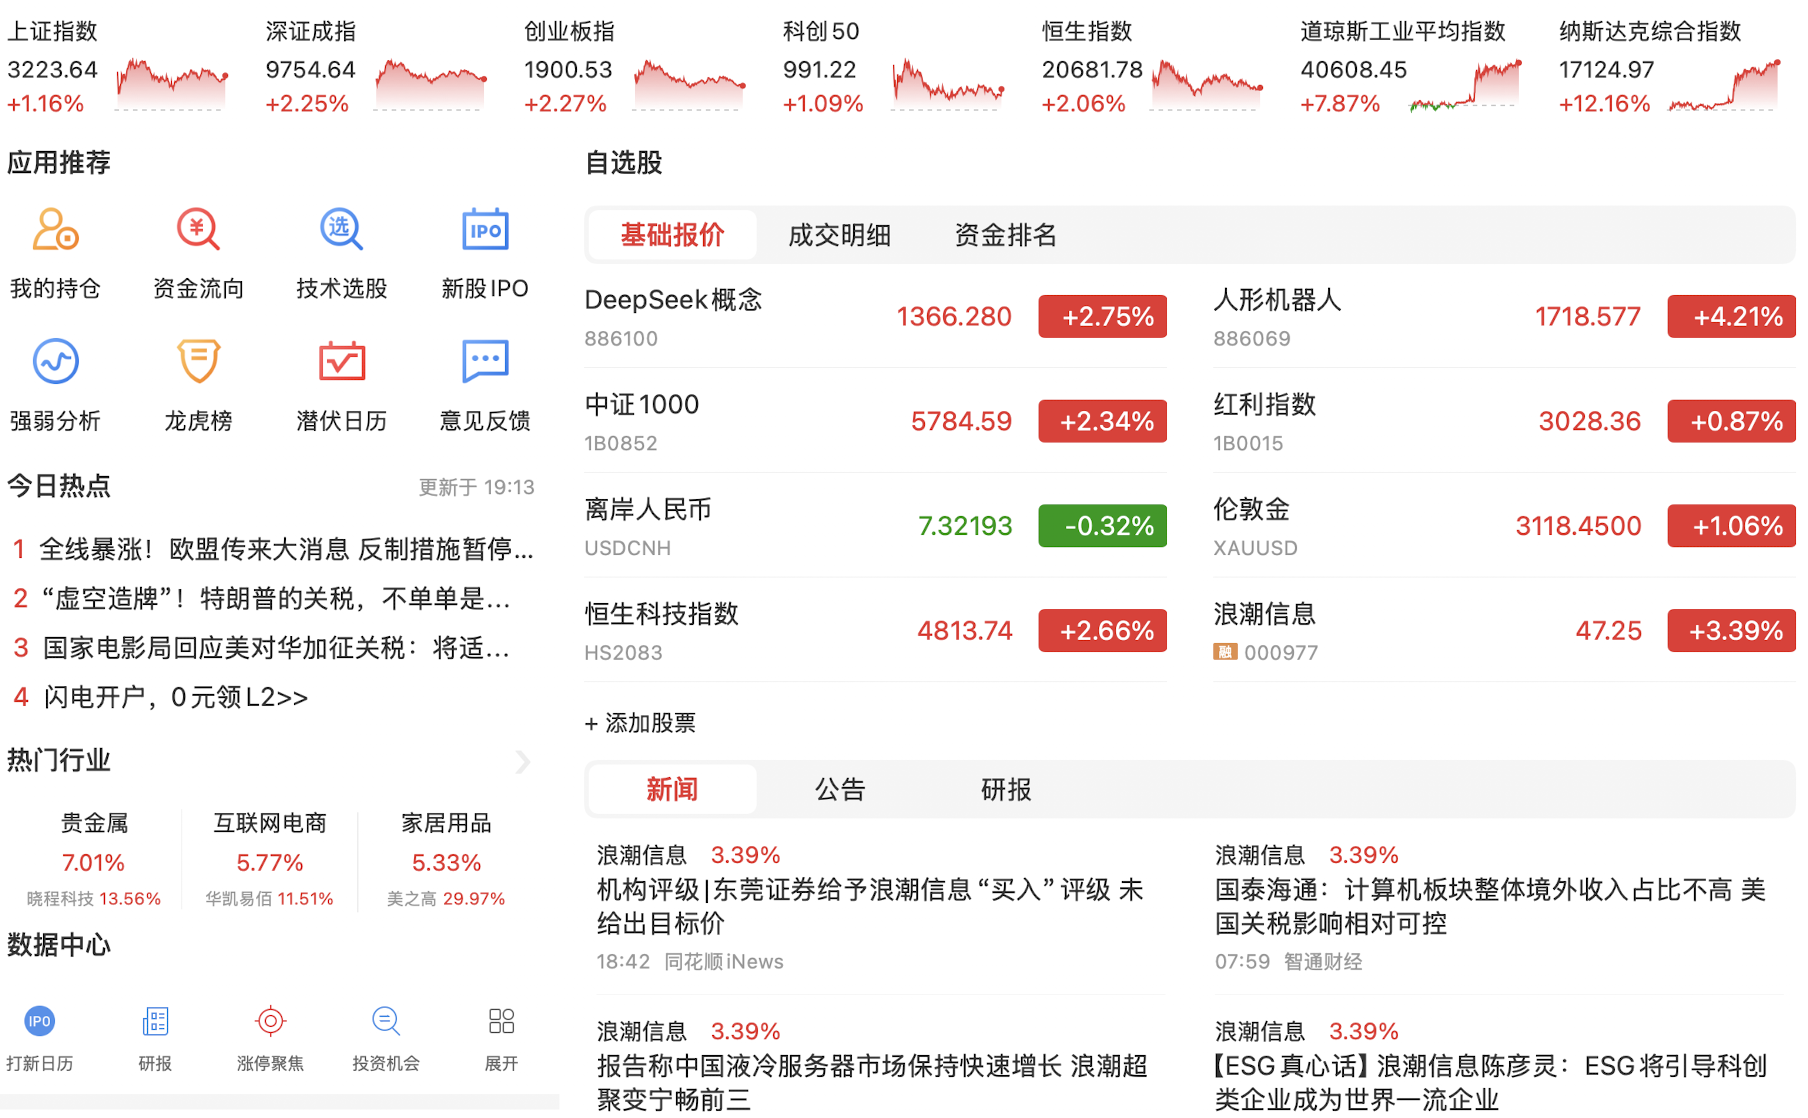 上证指数
3223.64
+1.16%
深证成指
9754.64
+2.25%
创业板指
1900.53
+2.27%
科创50
991.22
+1.09%
恒生指数
20681.78
+2.06%
道琼斯工业平均指数
40608.45
+7.87%
纳斯达克综合指数
17124.97
+12.16%
应用推荐
¥
选
IPO
我的持仓
资金流向
技术选股
新股IPO
强弱分析
龙虎榜
潜伏日历
意见反馈
今日热点
更新于 19:13
1 全线暴涨！欧盟传来大消息 反制措施暂停...
2 “虚空造牌”！特朗普的关税，不单单是...
3 国家电影局回应美对华加征关税：将适...
4 闪电开户，0元领L2>>
热门行业
贵金属
7.01%
晓程科技 13.56%
互联网电商
5.77%
华凯易佰 11.51%
家居用品
5.33%
美之高 29.97%
数据中心
IPO
打新日历
研报
涨停聚焦
投资机会
展开
自选股
基础报价
成交明细
资金排名
DeepSeek概念
886100
1366.280
+2.75%
人形机器人
886069
1718.577
+4.21%
中证1000
1B0852
5784.59
+2.34%
红利指数
1B0015
3028.36
+0.87%
离岸人民币
USDCNH
7.32193
-0.32%
伦敦金
XAUUSD
3118.4500
+1.06%
恒生科技指数
HS2083
4813.74
+2.66%
浪潮信息
融 000977
47.25
+3.39%
+ 添加股票
新闻
公告
研报
浪潮信息 3.39%
机构评级|东莞证券给予浪潮信息“买入”评级 未
给出目标价
18:42 同花顺iNews
浪潮信息 3.39%
国泰海通：计算机板块整体境外收入占比不高 美
国关税影响相对可控
07:59 智通财经
浪潮信息 3.39%
报告称中国液冷服务器市场保持快速增长 浪潮超
聚变宁畅前三
浪潮信息 3.39%
【ESG真心话】浪潮信息陈彦灵：ESG将引导科创
类企业成为世界一流企业